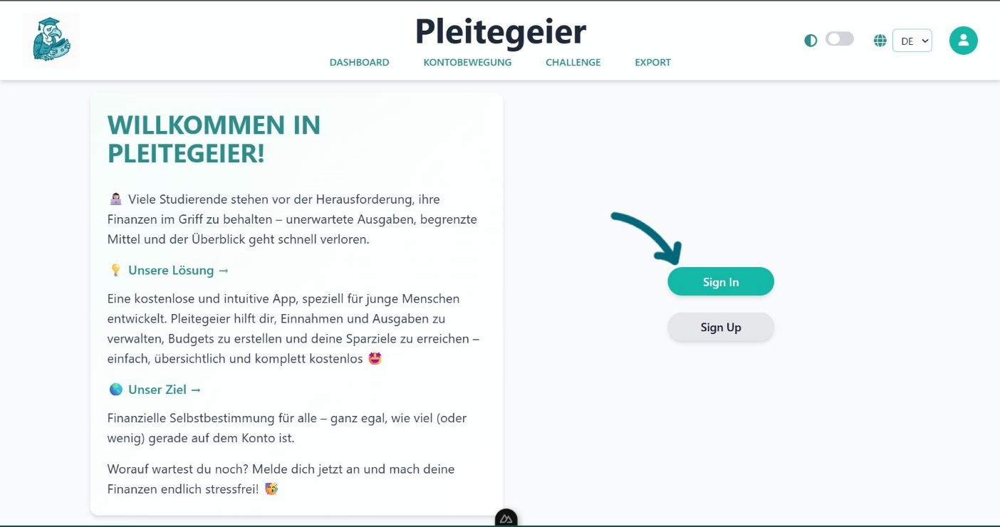 Pleitegeier
DE
DASHBOARD KONTOBEWEGUNG CHALLENGE EXPORT
WILLKOMMEN IN
PLEITEGEIER!
👩🏻‍💻 Viele Studierende stehen vor der Herausforderung, ihre
Finanzen im Griff zu behalten – unerwartete Ausgaben, begrenzte
Mittel und der Überblick geht schnell verloren.
💡 Unsere Lösung →
Eine kostenlose und intuitive App, speziell für junge Menschen
entwickelt. Pleitegeier hilft dir, Einnahmen und Ausgaben zu
verwalten, Budgets zu erstellen und deine Sparziele zu erreichen –
einfach, übersichtlich und komplett kostenlos 🤩
🌎 Unser Ziel →
Finanzielle Selbstbestimmung für alle – ganz egal, wie viel (oder
wenig) gerade auf dem Konto ist.
Worauf wartest du noch? Melde dich jetzt an und mach deine
Finanzen endlich stressfrei! 🥳
Sign In
Sign Up